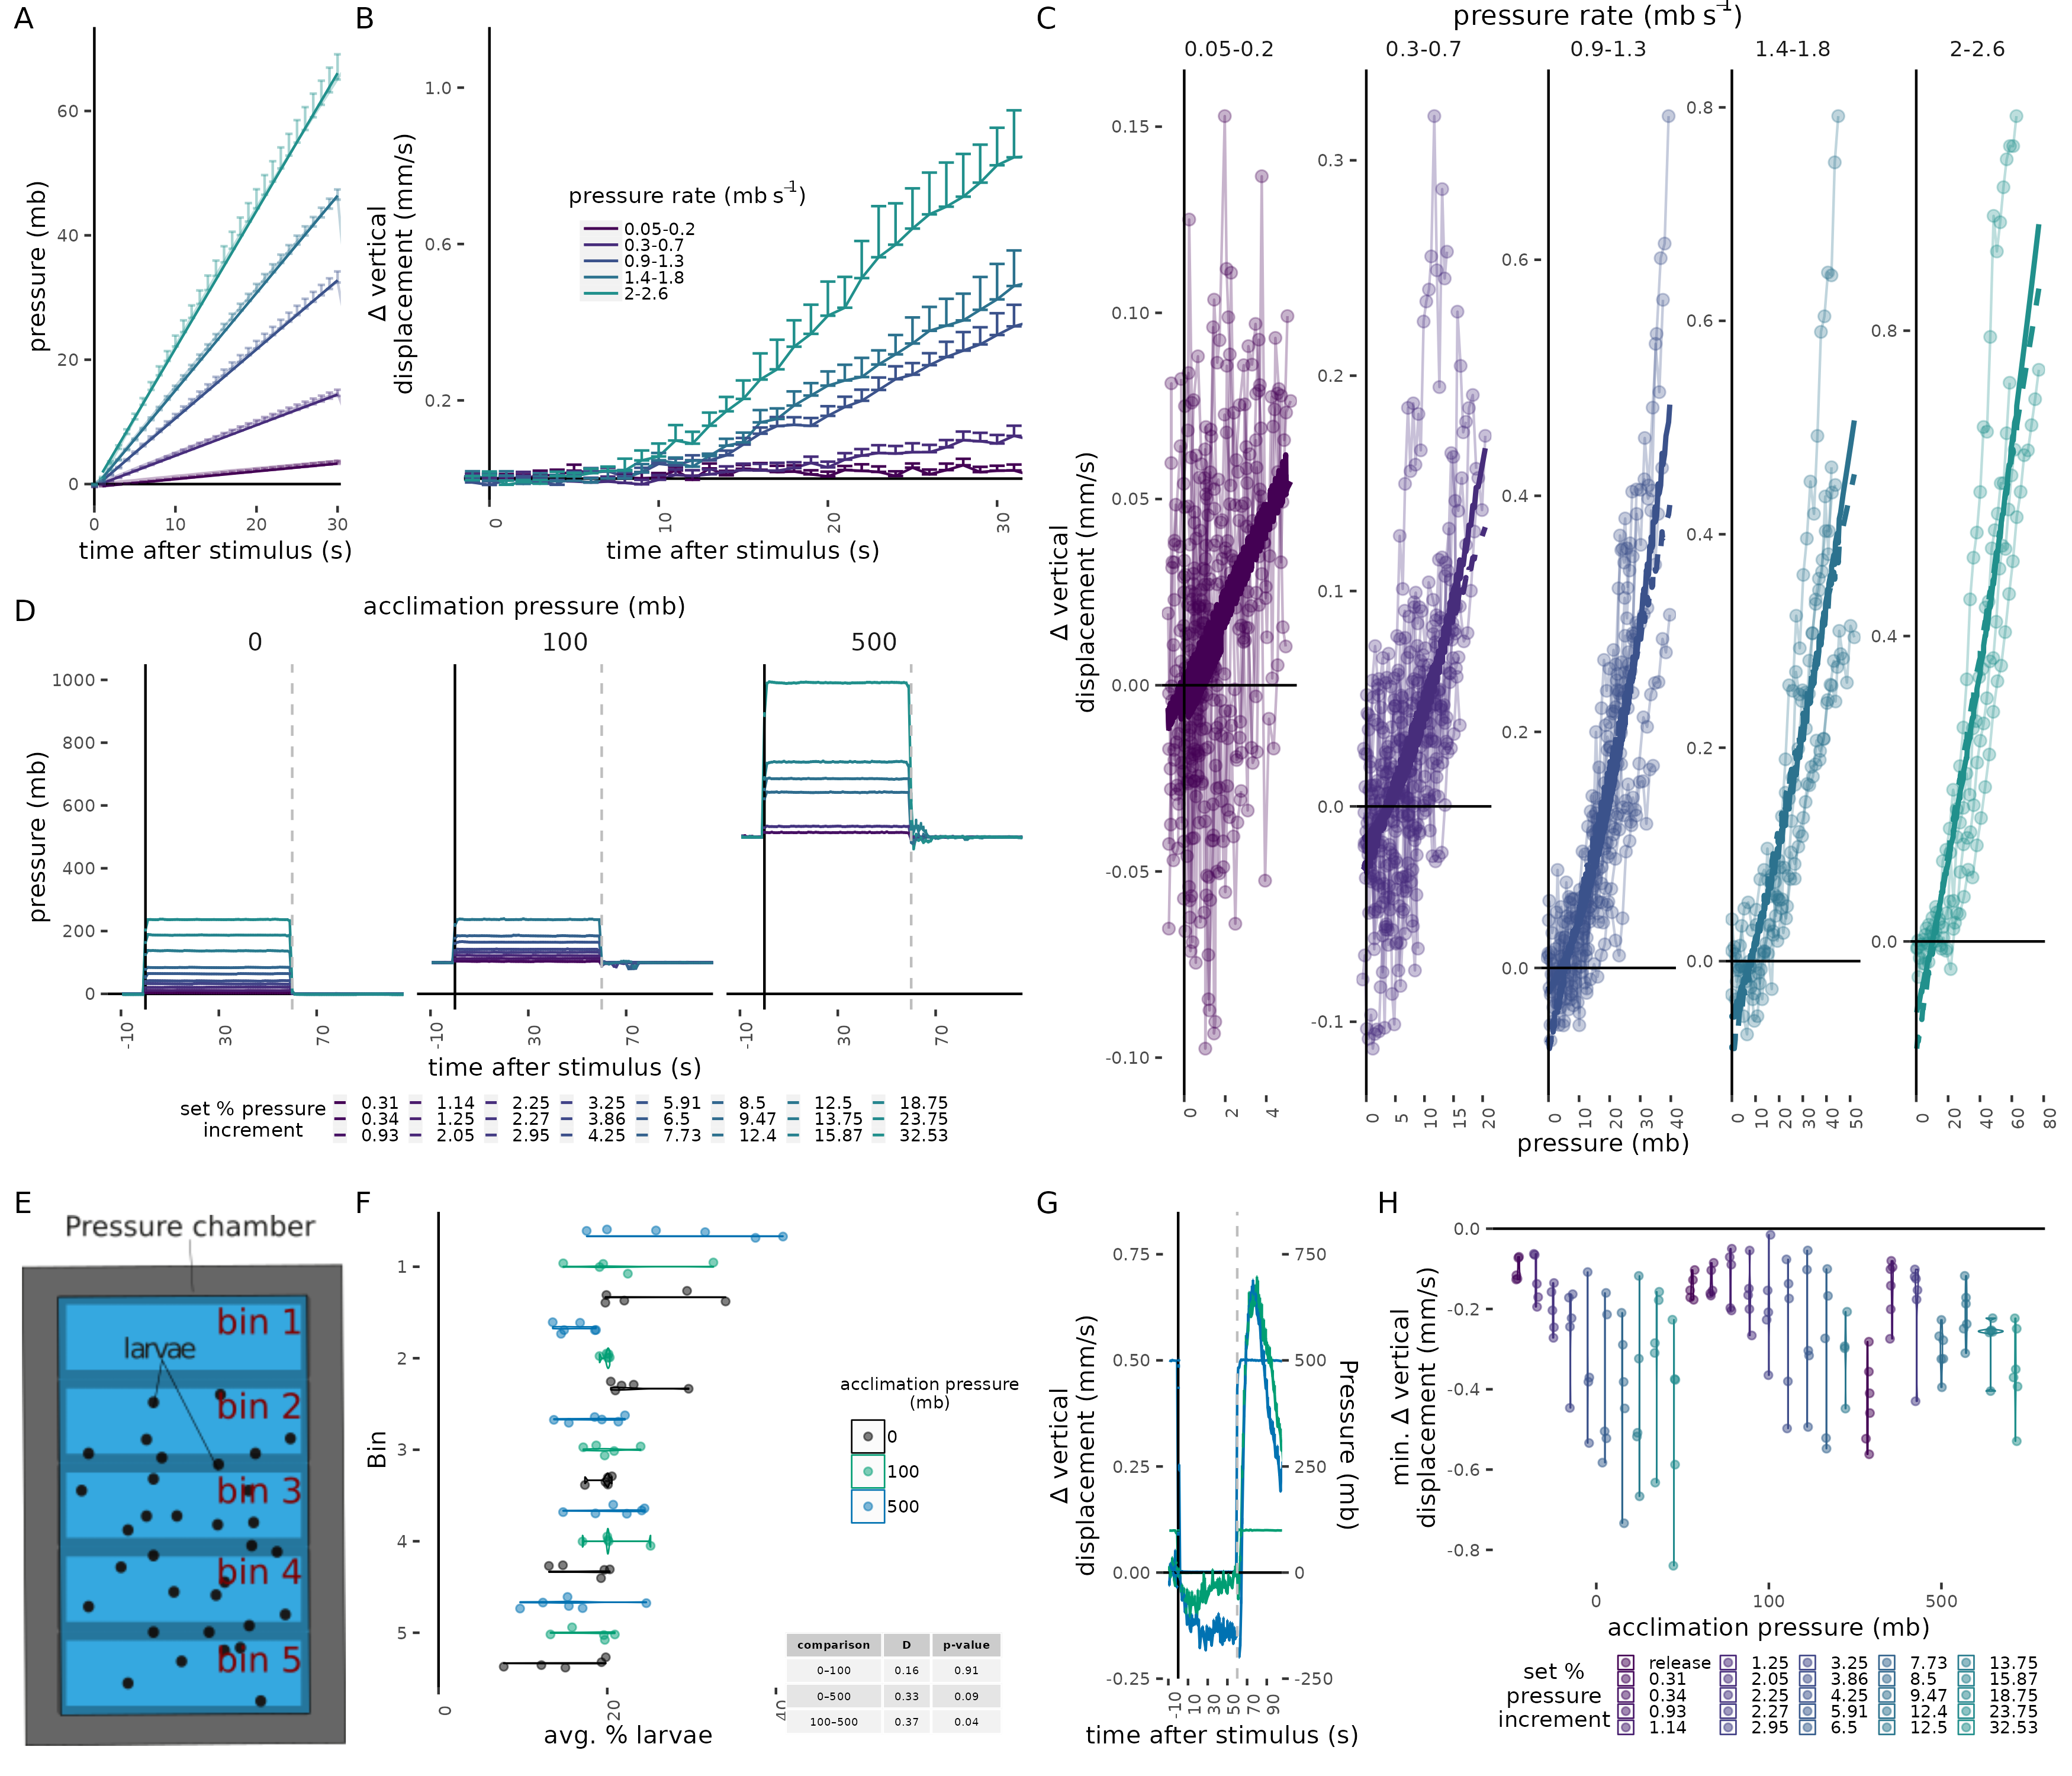 A
pressure (mb)
60
40
20
0
0 10 20 30
time after stimulus (s)
B
Δ vertical
displacement (mm/s)
1.0
0.6
0.2
pressure rate (mb s⁻¹)
0.05-0.2
0.3-0.7
0.9-1.3
1.4-1.8
2-2.6
0 10 20 30
time after stimulus (s)
C
pressure rate (mb s⁻¹)
0.05-0.2 0.3-0.7 0.9-1.3 1.4-1.8 2-2.6
Δ vertical
displacement (mm/s)
0.15
0.10
0.05
0.00
-0.05
-0.10
0 2 4
0.3
0.2
0.1
0.0
-0.1
0 5 10 15 20
0.6
0.4
0.2
0.0
0 10 20 30 40
0.8
0.6
0.4
0.2
0.0
0 10 20 30 40 50
0.8
0.4
0.0
0 20 40 60 80
pressure (mb)
D
acclimation pressure (mb)
0 100 500
pressure (mb)
1000
800
600
400
200
0
-10 30 70 -10 30 70 -10 30 70
time after stimulus (s)
set % pressure
increment
0.31 1.14 2.25 3.25 5.91 8.5 12.5 18.75
0.34 1.25 2.27 3.86 6.5 9.47 13.75 23.75
0.93 2.05 2.95 4.25 7.73 12.4 15.87 32.53
E
Pressure chamber
bin 1
larvae
bin 2
bin 3
bin 4
bin 5
F
Bin
1
2
3
4
5
0 20 40
avg. % larvae
acclimation pressure
(mb)
0
100
500
comparison D p-value
0–100 0.16 0.91
0–500 0.33 0.09
100–500 0.37 0.04
G
Δ vertical
displacement (mm/s)
0.75
0.50
0.25
0.00
-0.25
750
500
250
0
-250
Pressure (mb)
-10 10 30 50 70 90
time after stimulus (s)
H
min. Δ vertical
displacement (mm/s)
0.0
-0.2
-0.4
-0.6
-0.8
0 100 500
acclimation pressure (mb)
set %
pressure
increment
release 1.25 3.25 7.73 13.75
0.31 2.05 3.86 8.5 15.87
0.34 2.25 4.25 9.47 18.75
0.93 2.27 5.91 12.4 23.75
1.14 2.95 6.5 12.5 32.53